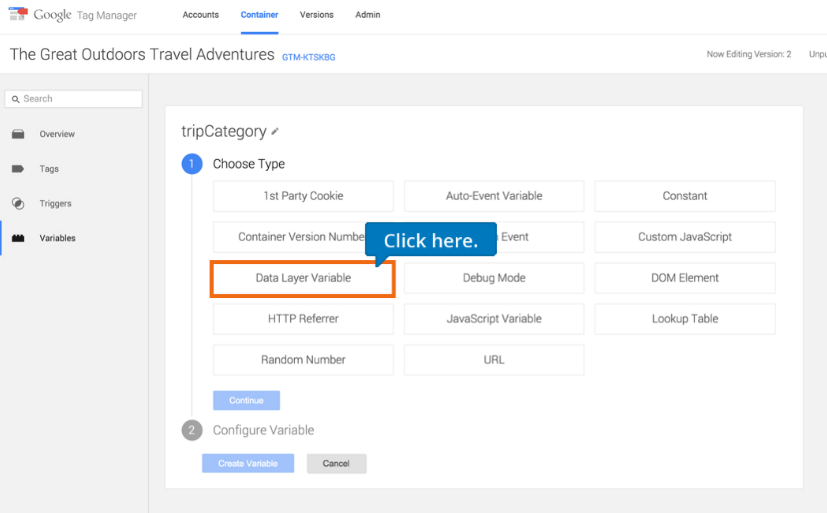 Google Tag Manager Accounts Container Versions Admin
The Great Outdoors Travel Adventures GTM-KTSKBG Now Editing Version: 2
Search
Overview
Tags
Triggers
Variables
tripCategory
1 Choose Type
1st Party Cookie Auto-Event Variable Constant
Container Version Click here. Event Custom JavaScript
Data Layer Variable Debug Mode DOM Element
HTTP Referrer JavaScript Variable Lookup Table
Random Number URL
Continue
2 Configure Variable
Create Variable Cancel